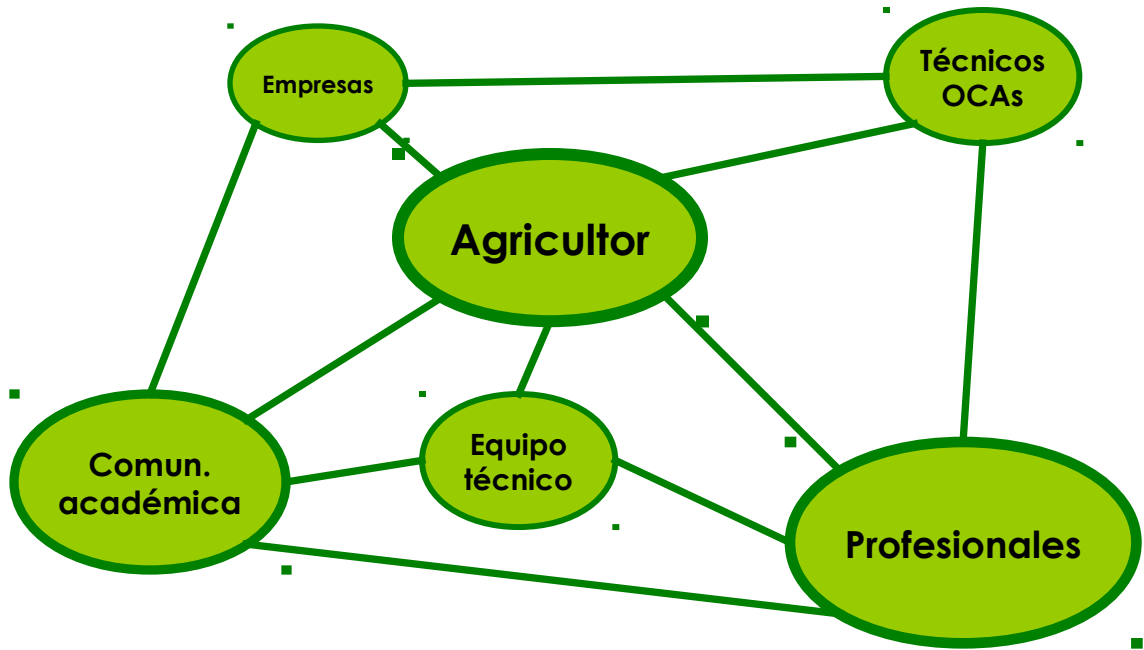 Empresas
Técnicos
OCAs
Agricultor
Comun.
académica
Equipo
técnico
Profesionales